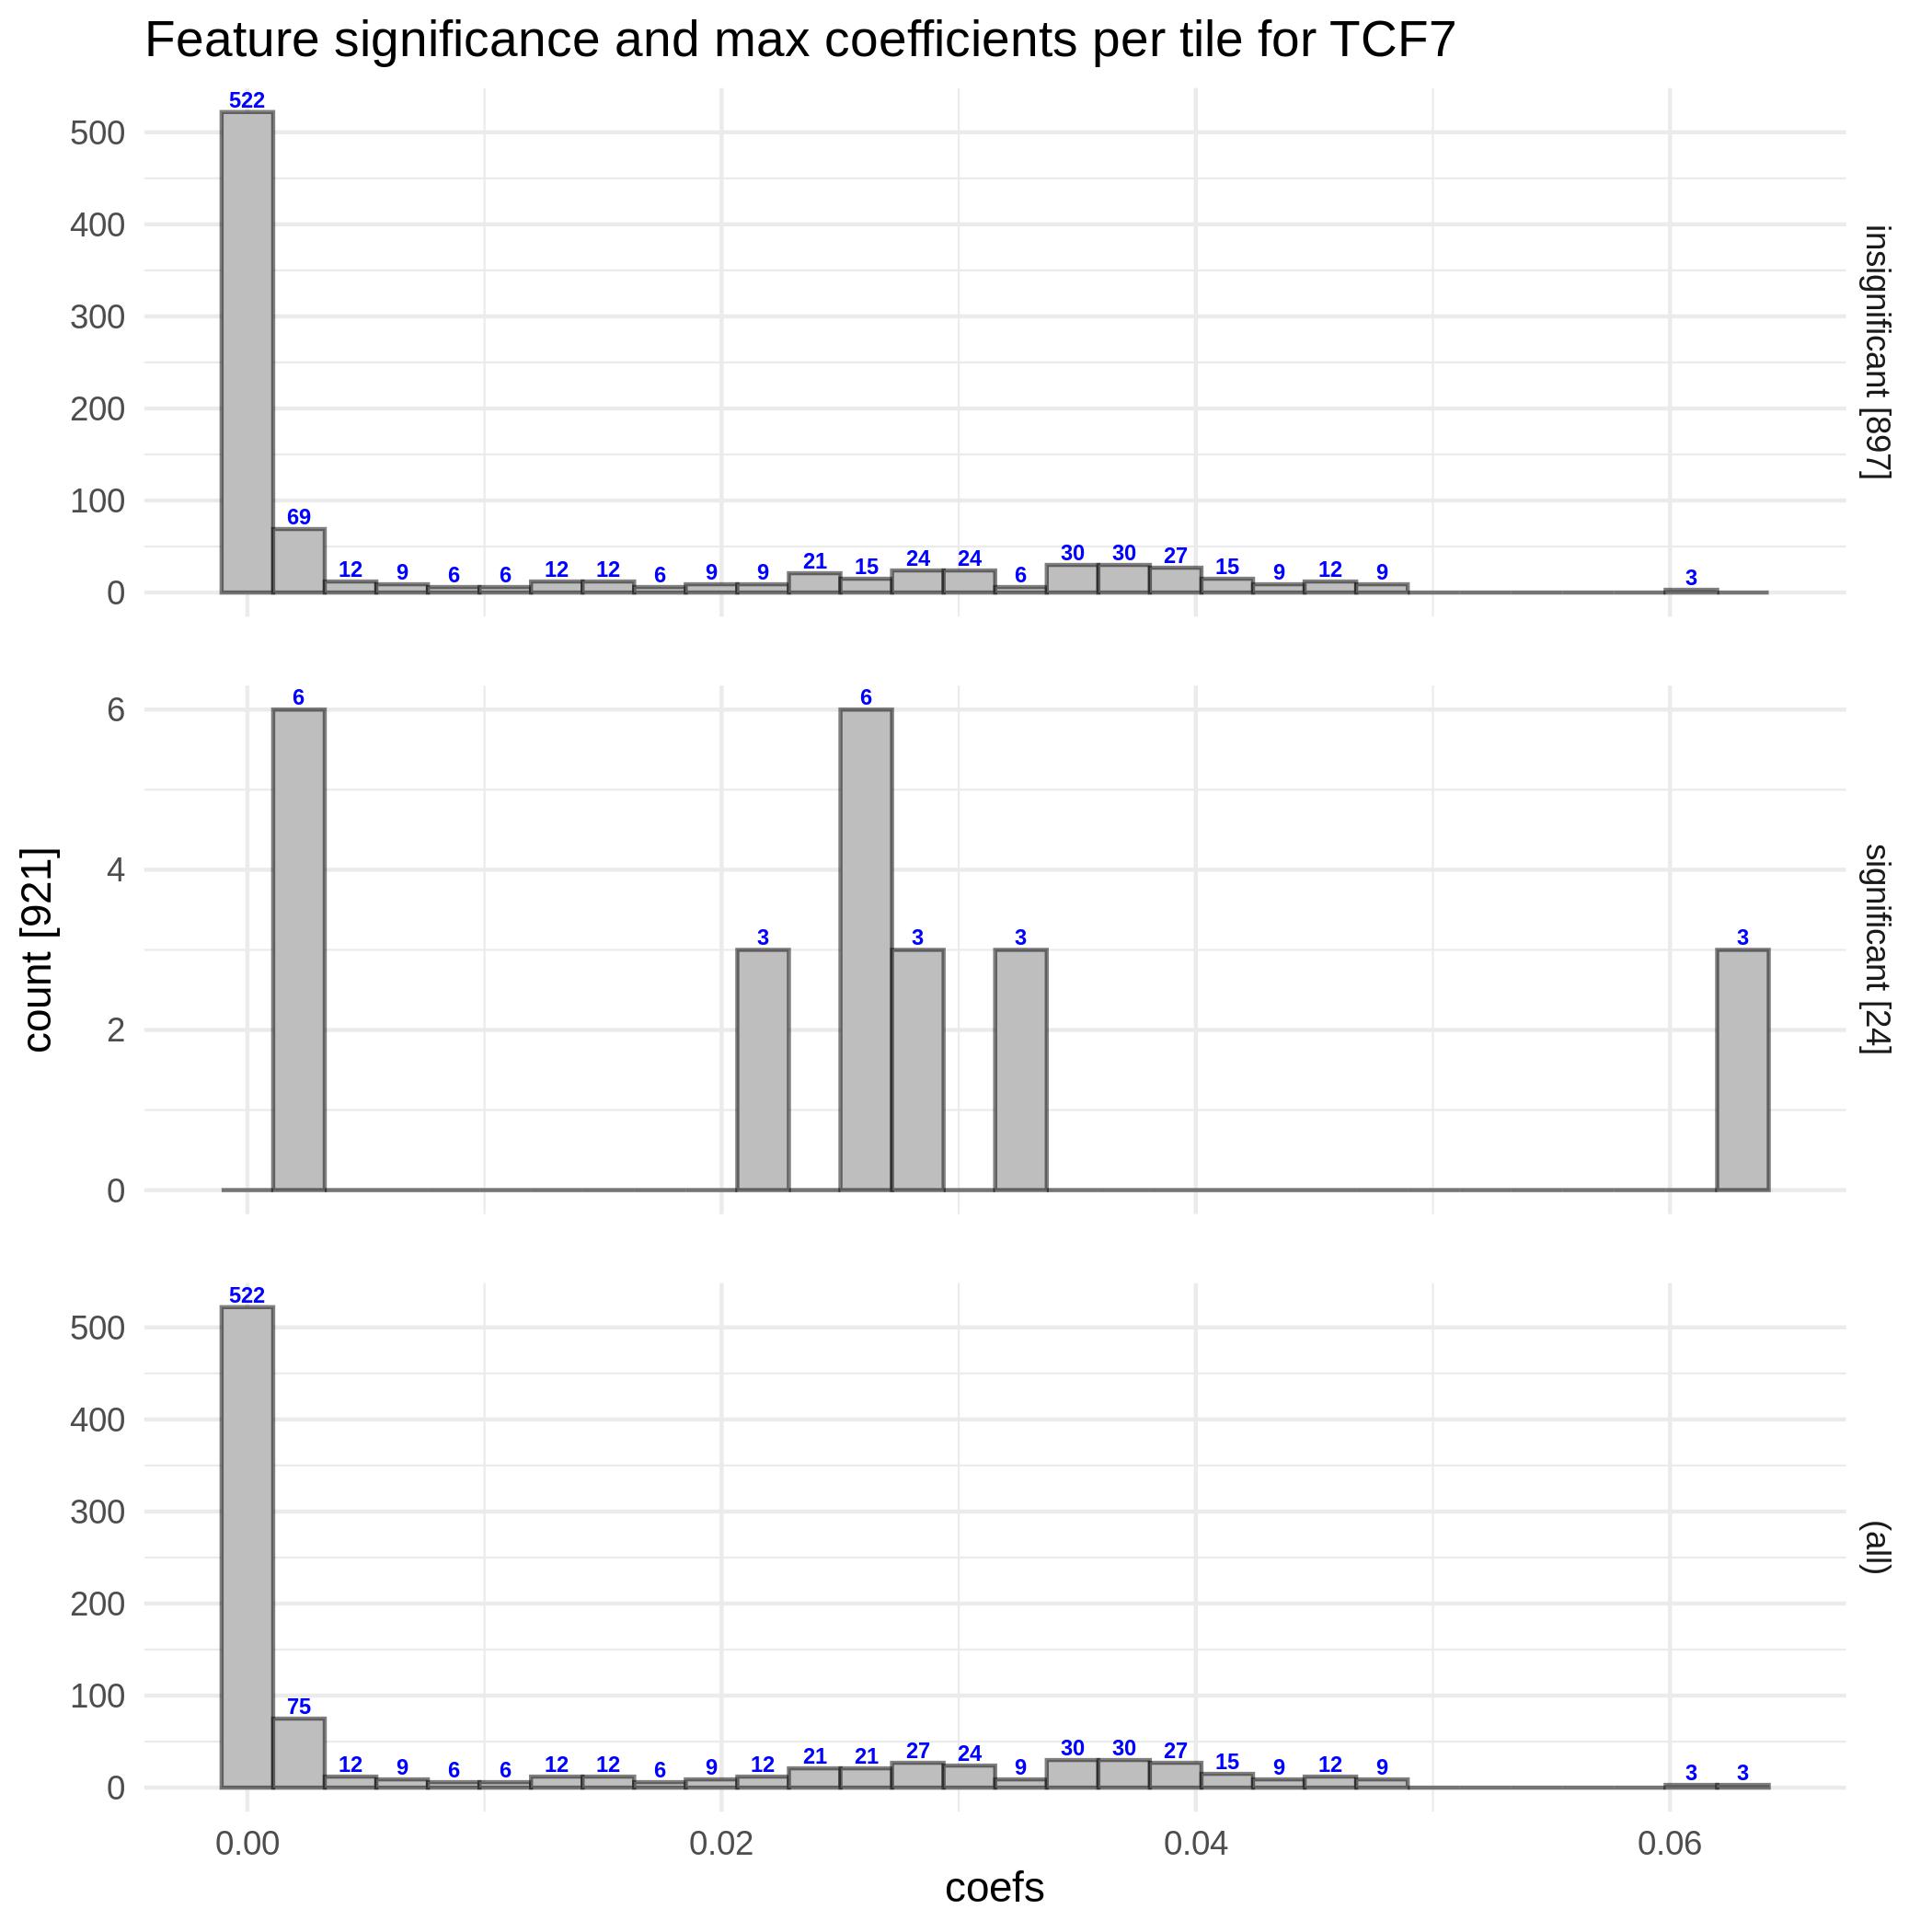 Feature significance and max coefficients per tile for TCF7
522
500
400
300
200
100
0
69
12 9 6 6 12 12 6 9 9 21 15 24 24 6 30 30 27 15 9 12 9 3
insignificant [897]
count [921]
6
4
2
0
6 3 6 3 3 3
significant [24]
522
500
400
300
200
100
0
75
12 9 6 6 12 12 6 9 12 21 21 27 24 9 30 30 27 15 9 12 9 3 3
(all)
0.00 0.02 0.04 0.06
coefs